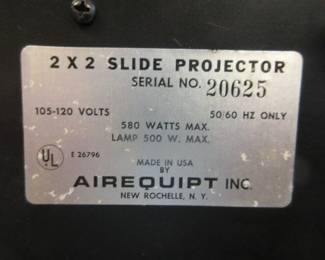 2 X 2 SLIDE PROJECTOR
SERIAL NO. 20625
105-120 VOLTS 50/60 HZ ONLY
580 WATTS MAX.
LAMP 500 W. MAX.
UL E 26796
MADE IN USA
BY
AIREQUIPT INC.
NEW ROCHELLE, N. Y.